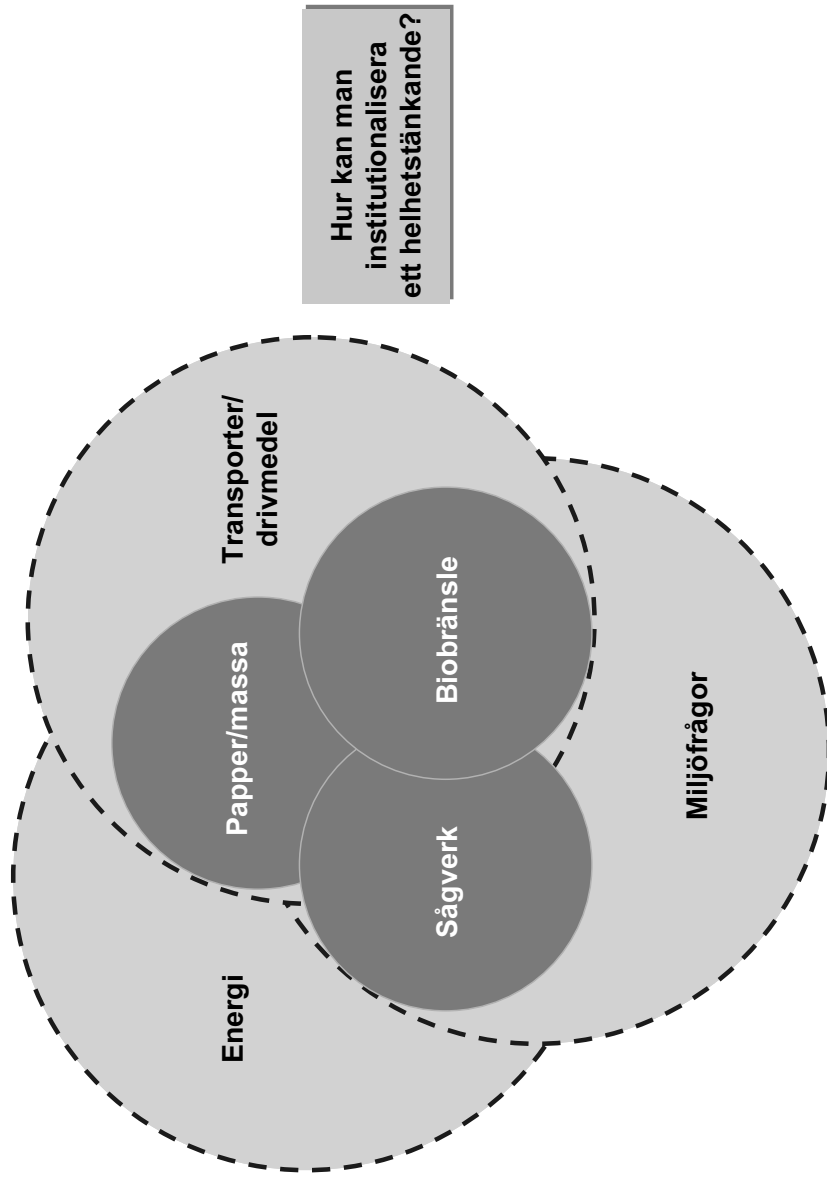 Hur kan man
institutionalisera
ett helhetstänkande?
Energi
Transporter/
drivmedel
Papper/massa
Sågverk
Biobränsle
Miljöfrågor